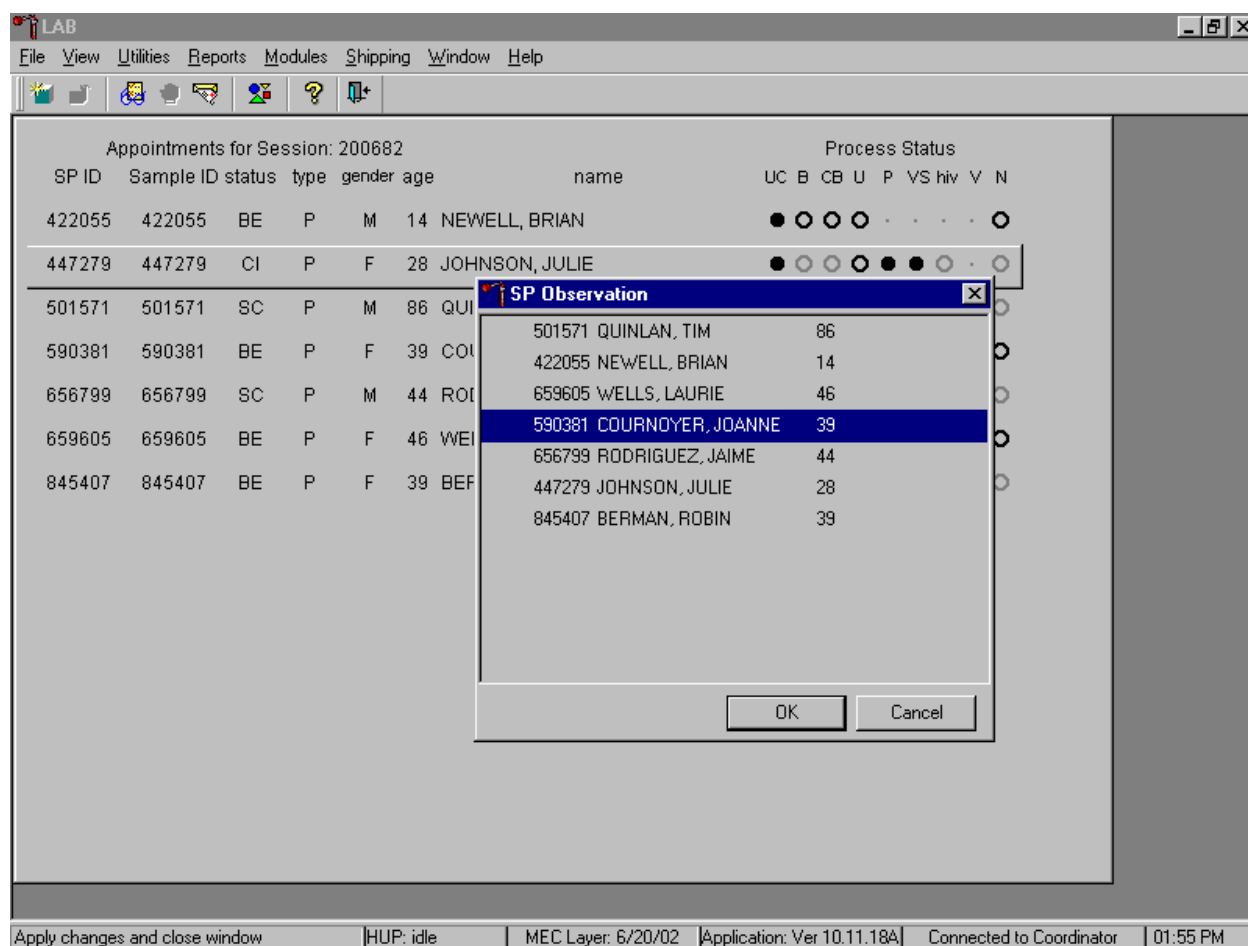 LAB
File View Utilities Reports Modules Shipping Window Help
Appointments for Session: 200682 Process Status
SP ID Sample ID status type gender age name UC B CB U P VS hiv V N
422055 422055 BE P M 14 NEWELL, BRIAN
447279 447279 CI P F 28 JOHNSON, JULIE
501571 501571 SC P M 86 QUI
590381 590381 BE P F 39 COU
656799 656799 SC P M 44 ROD
659605 659605 BE P F 46 WEL
845407 845407 BE P F 39 BER
SP Observation
501571 QUINLAN, TIM 86
422055 NEWELL, BRIAN 14
659605 WELLS, LAURIE 46
590381 COURNOYER, JOANNE 39
656799 RODRIGUEZ, JAIME 44
447279 JOHNSON, JULIE 28
845407 BERMAN, ROBIN 39
OK Cancel
Apply changes and close window HUP: idle MEC Layer: 6/20/02 Application: Ver 10.11.18A Connected to Coordinator 01:55 PM